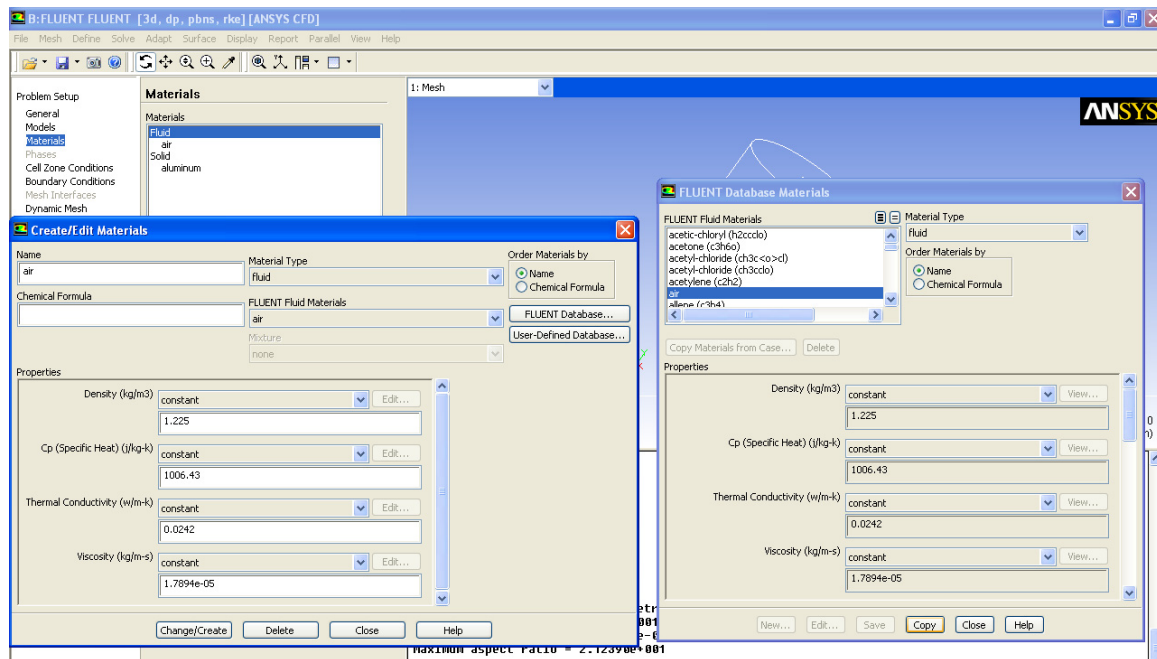 B:FLUENT FLUENT [3d, dp, pbns, rke] [ANSYS CFD]
File Mesh Define Solve Adapt Surface Display Report Parallel View Help
Problem Setup
General
Models
Materials
Phases
Cell Zone Conditions
Boundary Conditions
Mesh Interfaces
Dynamic Mesh
Materials
Materials
Fluid
air
Solid
aluminum
1: Mesh
ANSYS
Create/Edit Materials
Name
air
Chemical Formula
Material Type
fluid
FLUENT Fluid Materials
air
Mixture
none
Order Materials by
Name
Chemical Formula
FLUENT Database...
User-Defined Database...
Properties
Density (kg/m3)
constant
Edit...
1.225
Cp (Specific Heat) (j/kg-k)
constant
Edit...
1006.43
Thermal Conductivity (w/m-k)
constant
Edit...
0.0242
Viscosity (kg/m-s)
constant
Edit...
1.7894e-05
Change/Create Delete Close Help
FLUENT Database Materials
FLUENT Fluid Materials
acetic-chloryl (h2ccclo)
acetone (c3h6o)
acetyl-chloride (ch3c<o>cl)
acetyl-chloride (ch3cclo)
acetylene (c2h2)
air
allene (c3h4)
Material Type
fluid
Order Materials by
Name
Chemical Formula
Copy Materials from Case... Delete
Properties
Density (kg/m3)
constant
View...
1.225
Cp (Specific Heat) (j/kg-k)
constant
View...
1006.43
Thermal Conductivity (w/m-k)
constant
View...
0.0242
Viscosity (kg/m-s)
constant
View...
1.7894e-05
New... Edit... Save Copy Close Help
Maximum aspect ratio = 2.12390e+001